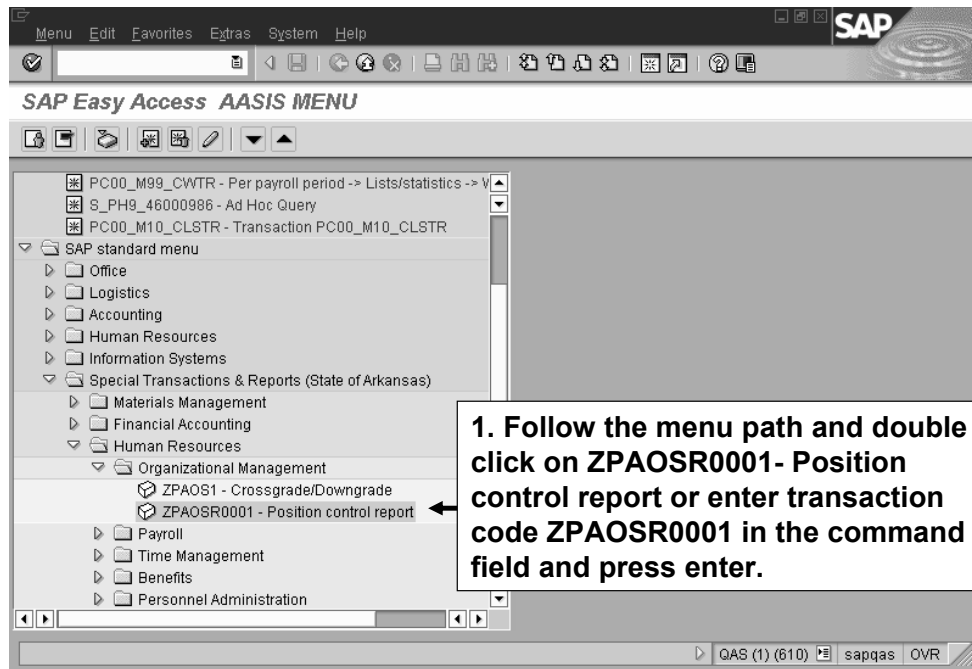 Menu Edit Favorites Extras System Help
SAP
SAP Easy Access AASIS MENU
PC00_M99_CWTR - Per payroll period -> Lists/statistics -> W
S_PH9_46000986 - Ad Hoc Query
PC00_M10_CLSTR - Transaction PC00_M10_CLSTR
SAP standard menu
Office
Logistics
Accounting
Human Resources
Information Systems
Special Transactions & Reports (State of Arkansas)
Materials Management
Financial Accounting
Human Resources
Organizational Management
ZPAOS1 - Crossgrade/Downgrade
ZPAOSR0001 - Position control report
Payroll
Time Management
Benefits
Personnel Administration
1. Follow the menu path and double
click on ZPAOSR0001- Position
control report or enter transaction
code ZPAOSR0001 in the command
field and press enter.
QAS (1) (610) sapqas OVR